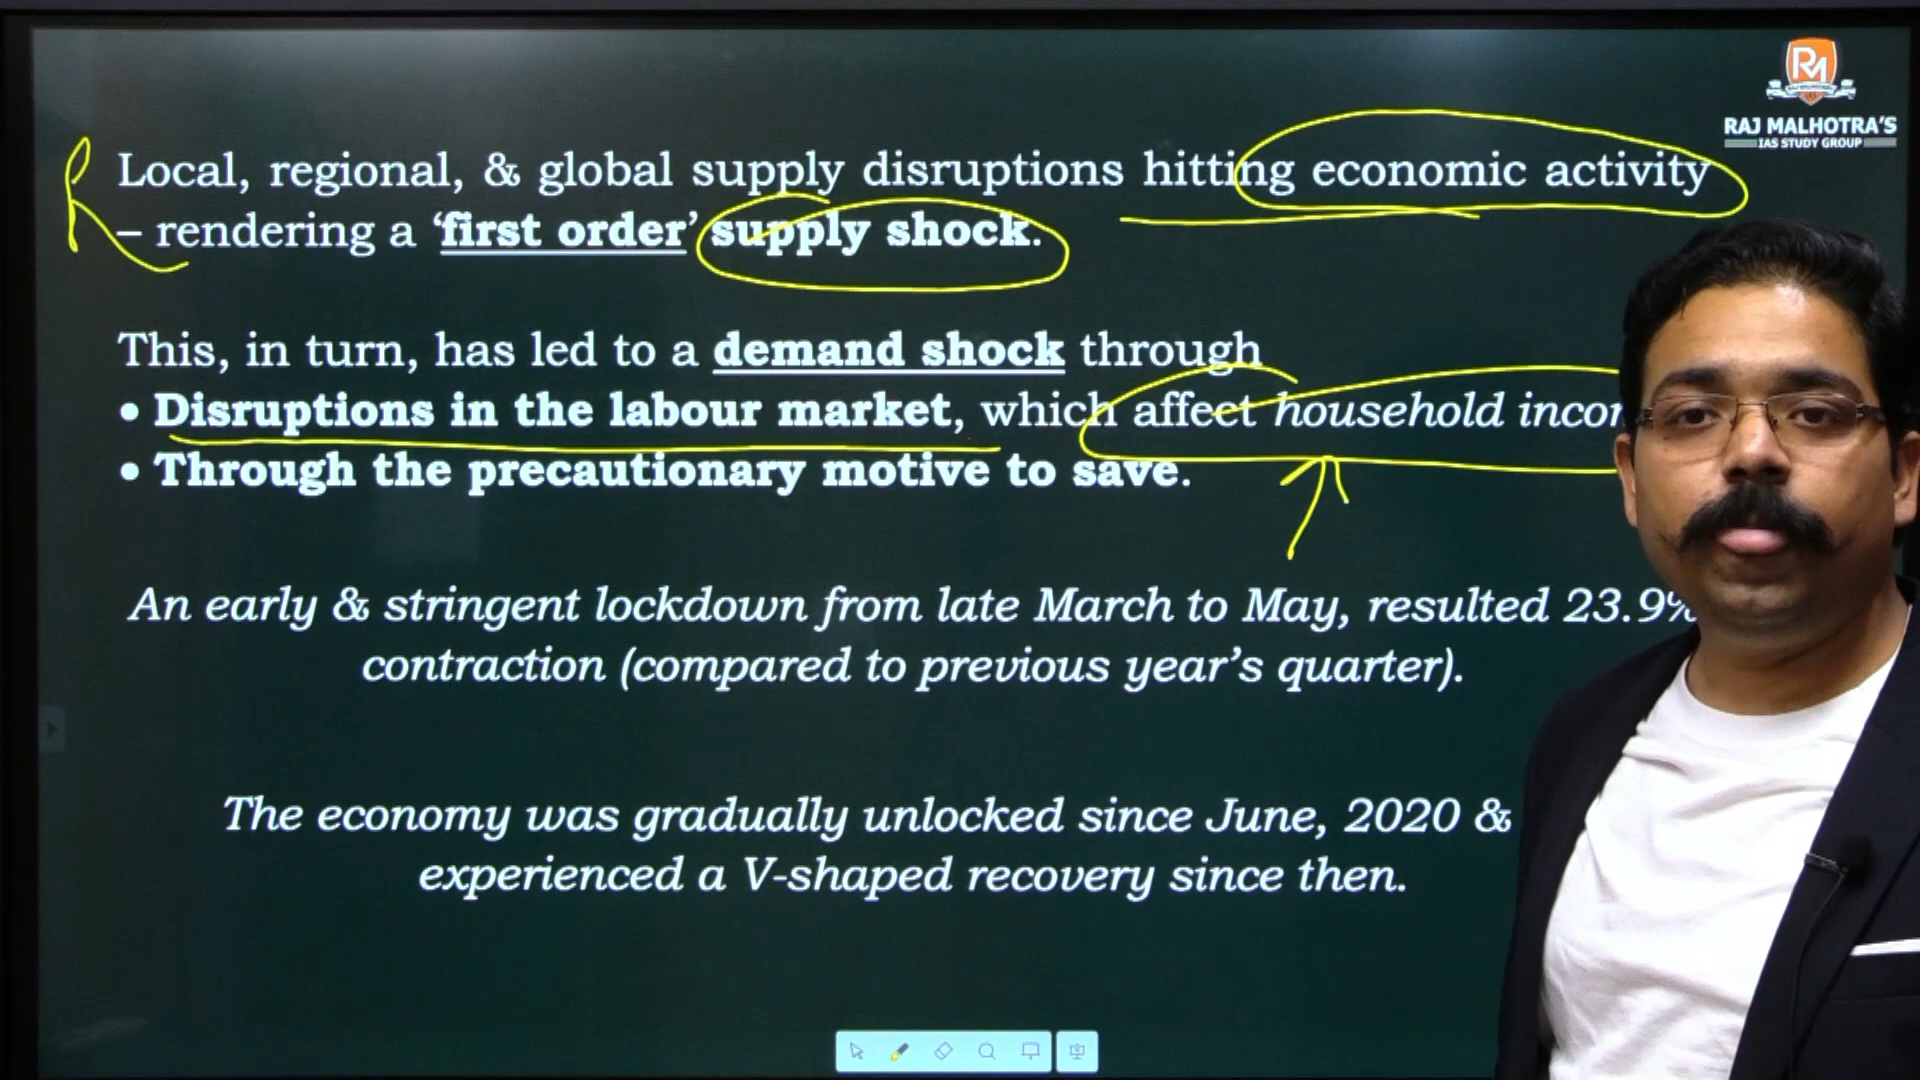 RAJ MALHOTRA'S
IAS STUDY GROUP
Local, regional, & global supply disruptions hitting economic activity
– rendering a ‘first order’ supply shock.
This, in turn, has led to a demand shock through
• Disruptions in the labour market, which affect household
• Through the precautionary motive to save.
An early & stringent lockdown from late March to May, resulted 23.9%
contraction (compared to previous year’s quarter).
The economy was gradually unlocked since June, 2020 &
experienced a V-shaped recovery since then.